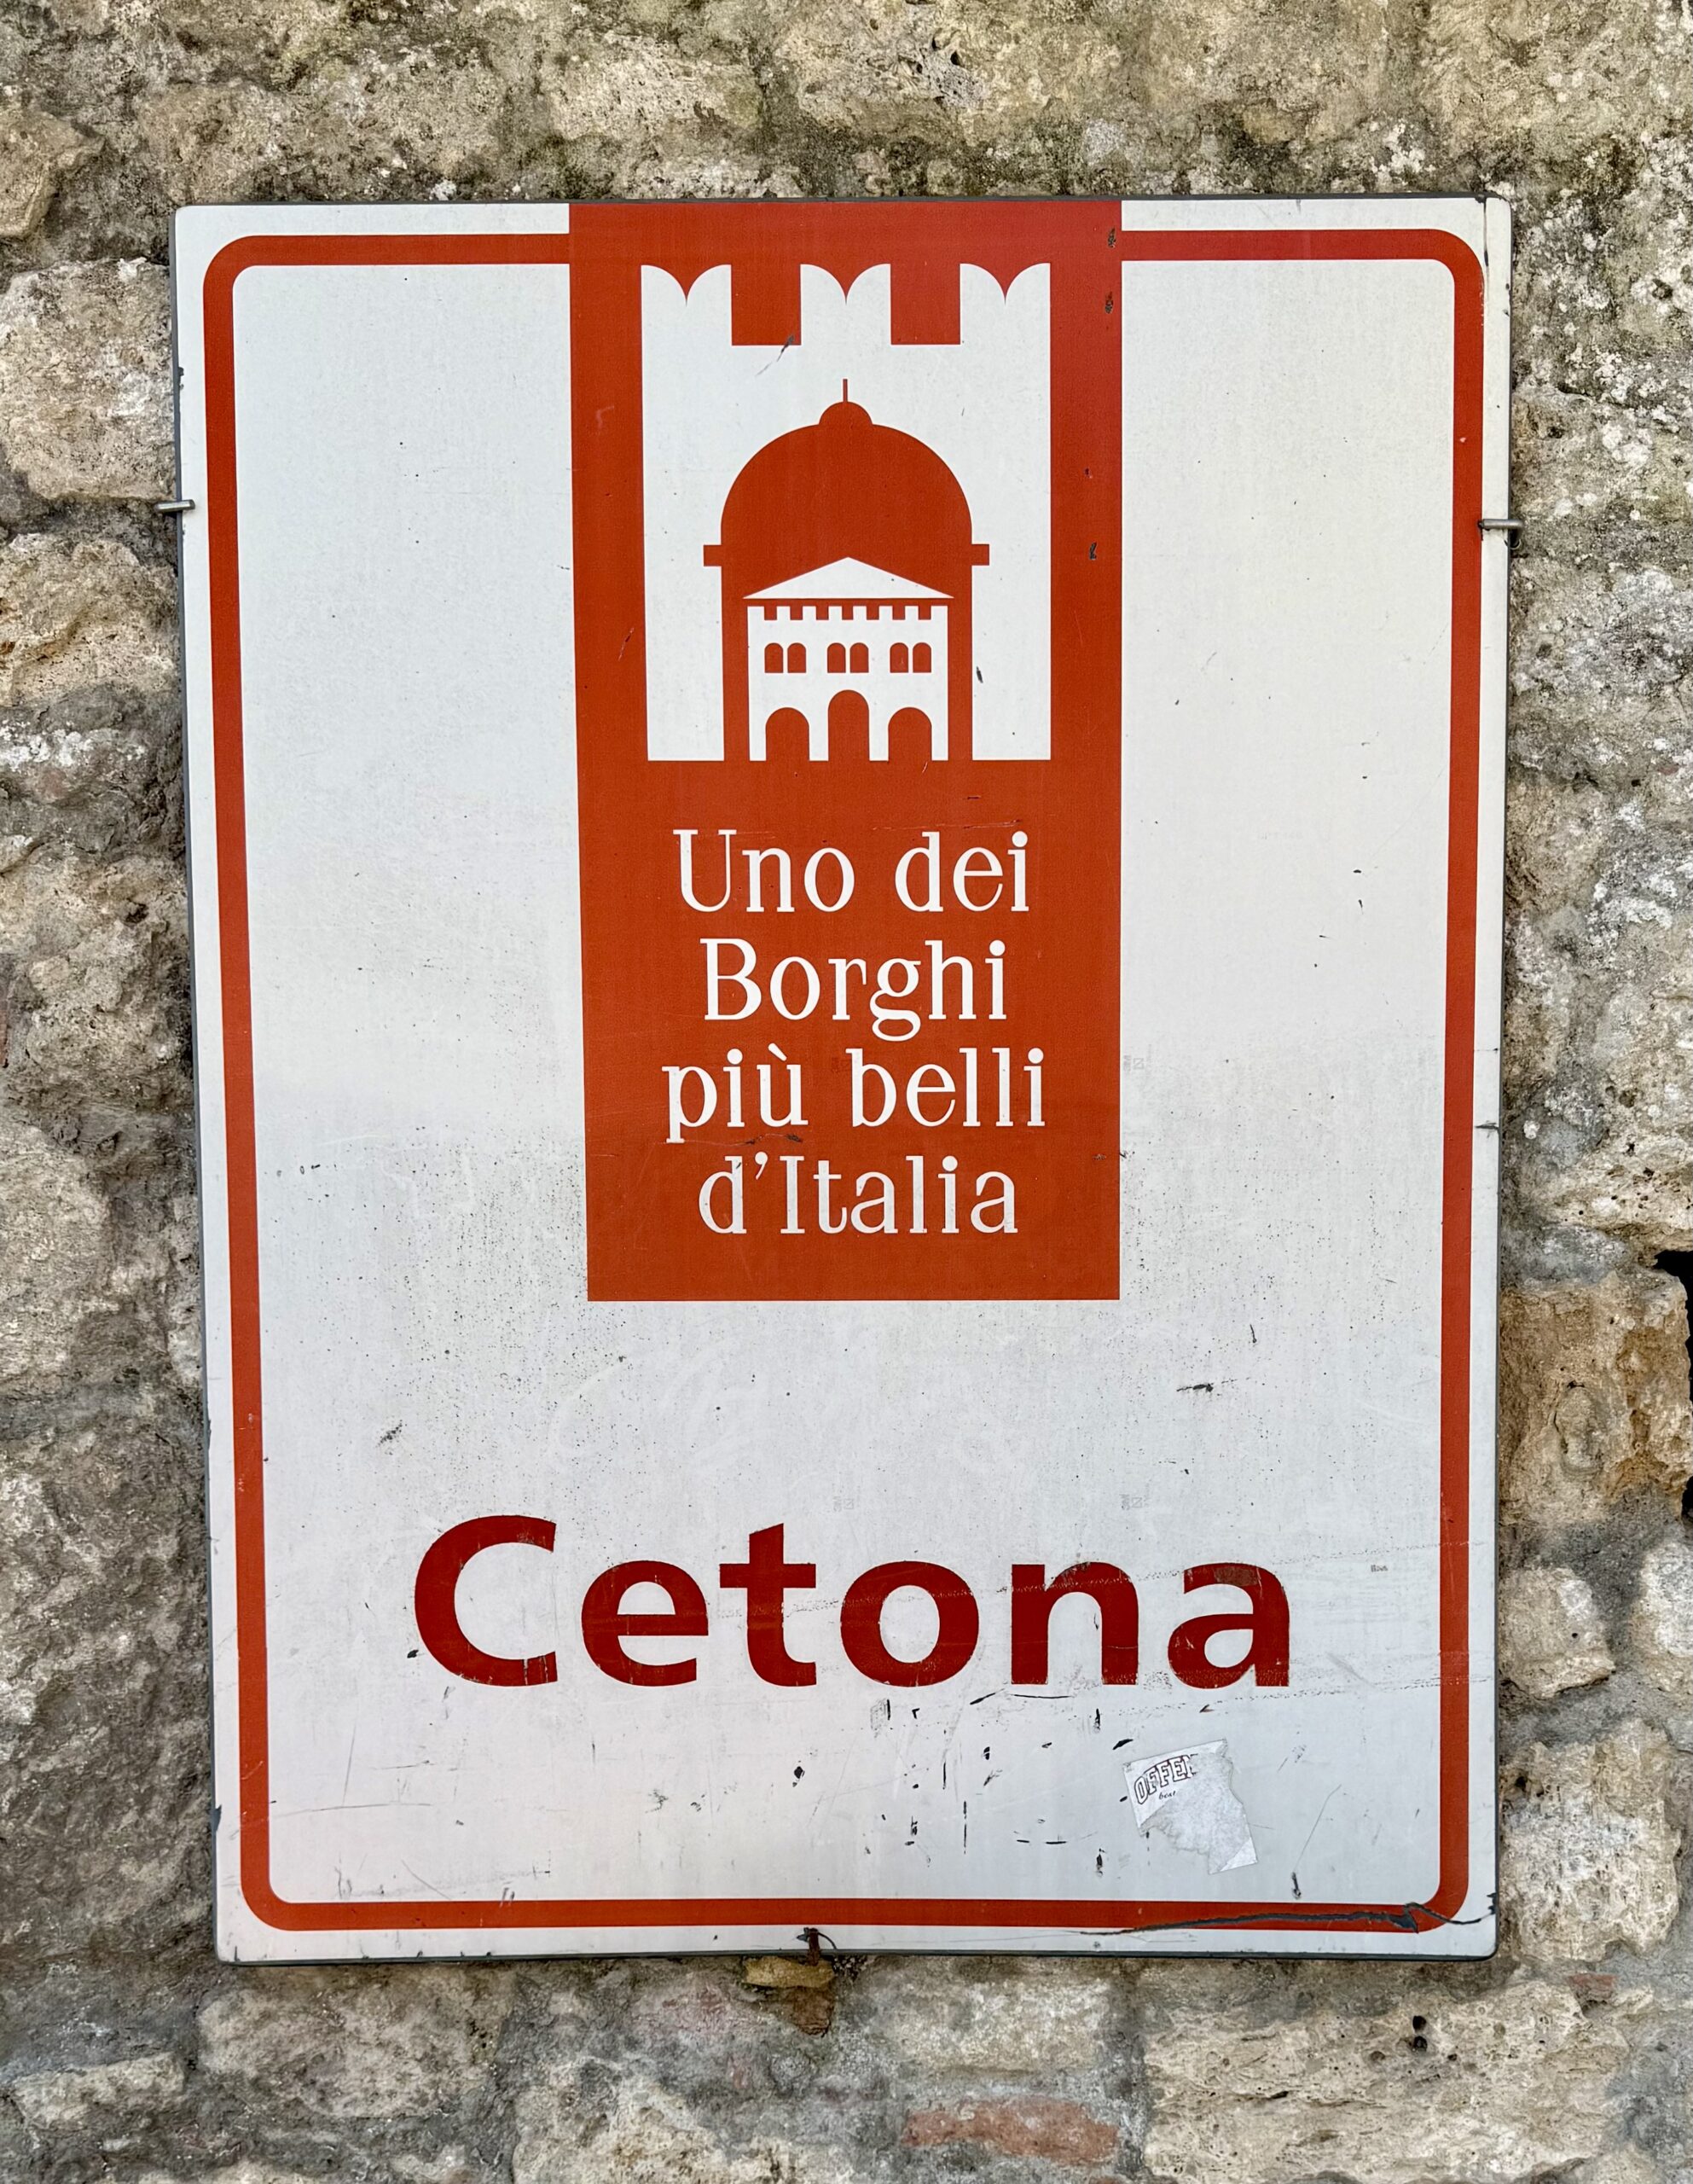 Uno dei
Borghi
più belli
d'Italia
Cetona